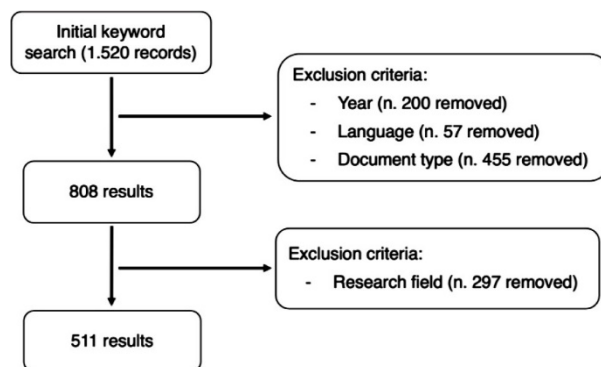 Initial keyword
search (1.520 records)
Exclusion criteria:
- Year (n. 200 removed)
- Language (n. 57 removed)
- Document type (n. 455 removed)
808 results
Exclusion criteria:
- Research field (n. 297 removed)
511 results